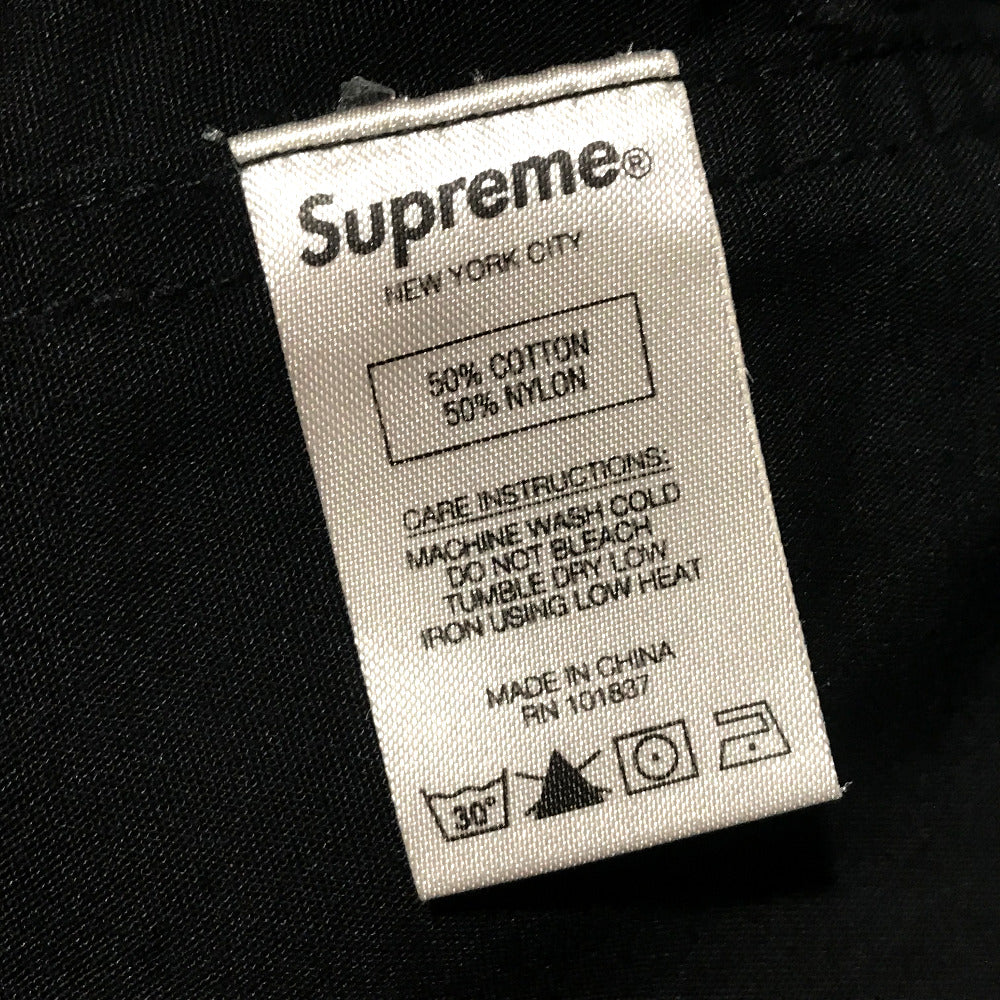 Supreme®
NEW YORK CITY
50% COTTON
50% NYLON
CARE INSTRUCTIONS:
MACHINE WASH COLD
DO NOT BLEACH
TUMBLE DRY LOW
IRON USING LOW HEAT
MADE IN CHINA
RN 101837
30°